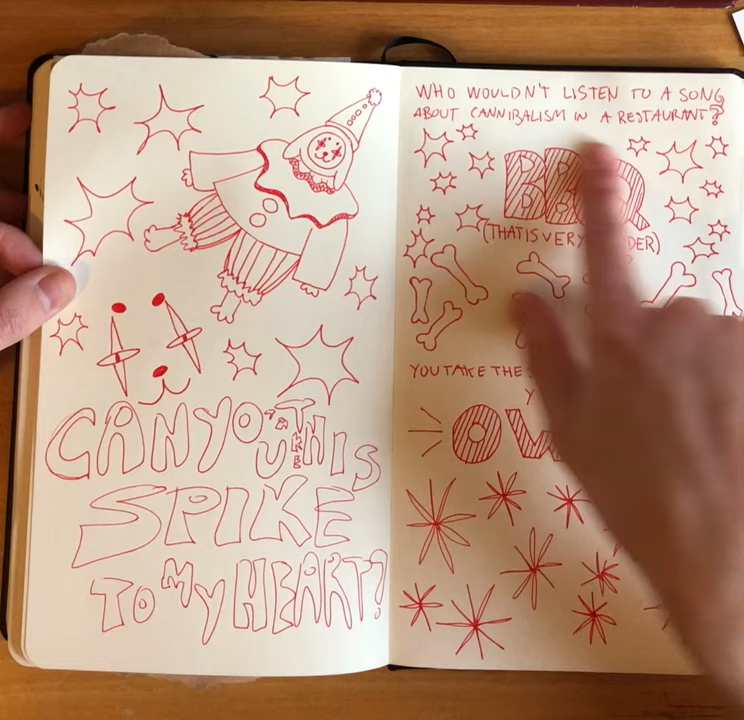 CAN YOU TAKE THIS
SPIKE
TO MY HEART?
WHO WOULDN'T LISTEN TO A SONG
ABOUT CANNIBALISM IN A RESTAURANT?
(THAT IS VERY
YOU TAKE THE